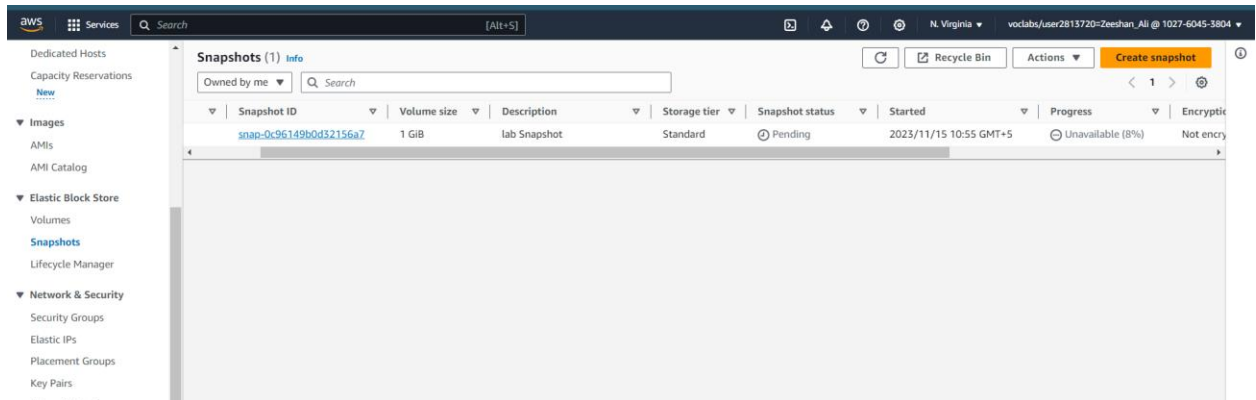 aws Services Search [Alt+S] N. Virginia voclabs/user2813720=Zeeshan_Ali @ 1027-6045-3804
Dedicated Hosts
Capacity Reservations
New
Images
AMIs
AMI Catalog
Elastic Block Store
Volumes
Snapshots
Lifecycle Manager
Network & Security
Security Groups
Elastic IPs
Placement Groups
Key Pairs
Snapshots (1) Info Recycle Bin Actions Create snapshot
Owned by me Search 1
Snapshot ID Volume size Description Storage tier Snapshot status Started Progress Encryptic
snap-0c96149b0d32156a7 1 GiB lab Snapshot Standard Pending 2023/11/15 10:55 GMT+5 Unavailable (8%) Not encry